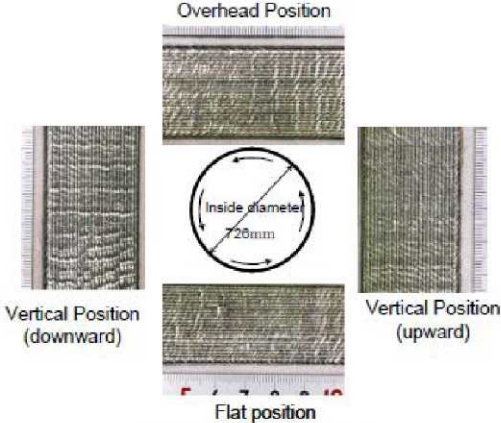 Overhead Position
Inside diameter
726mm
Vertical Position
(downward)
Vertical Position
(upward)
Flat position